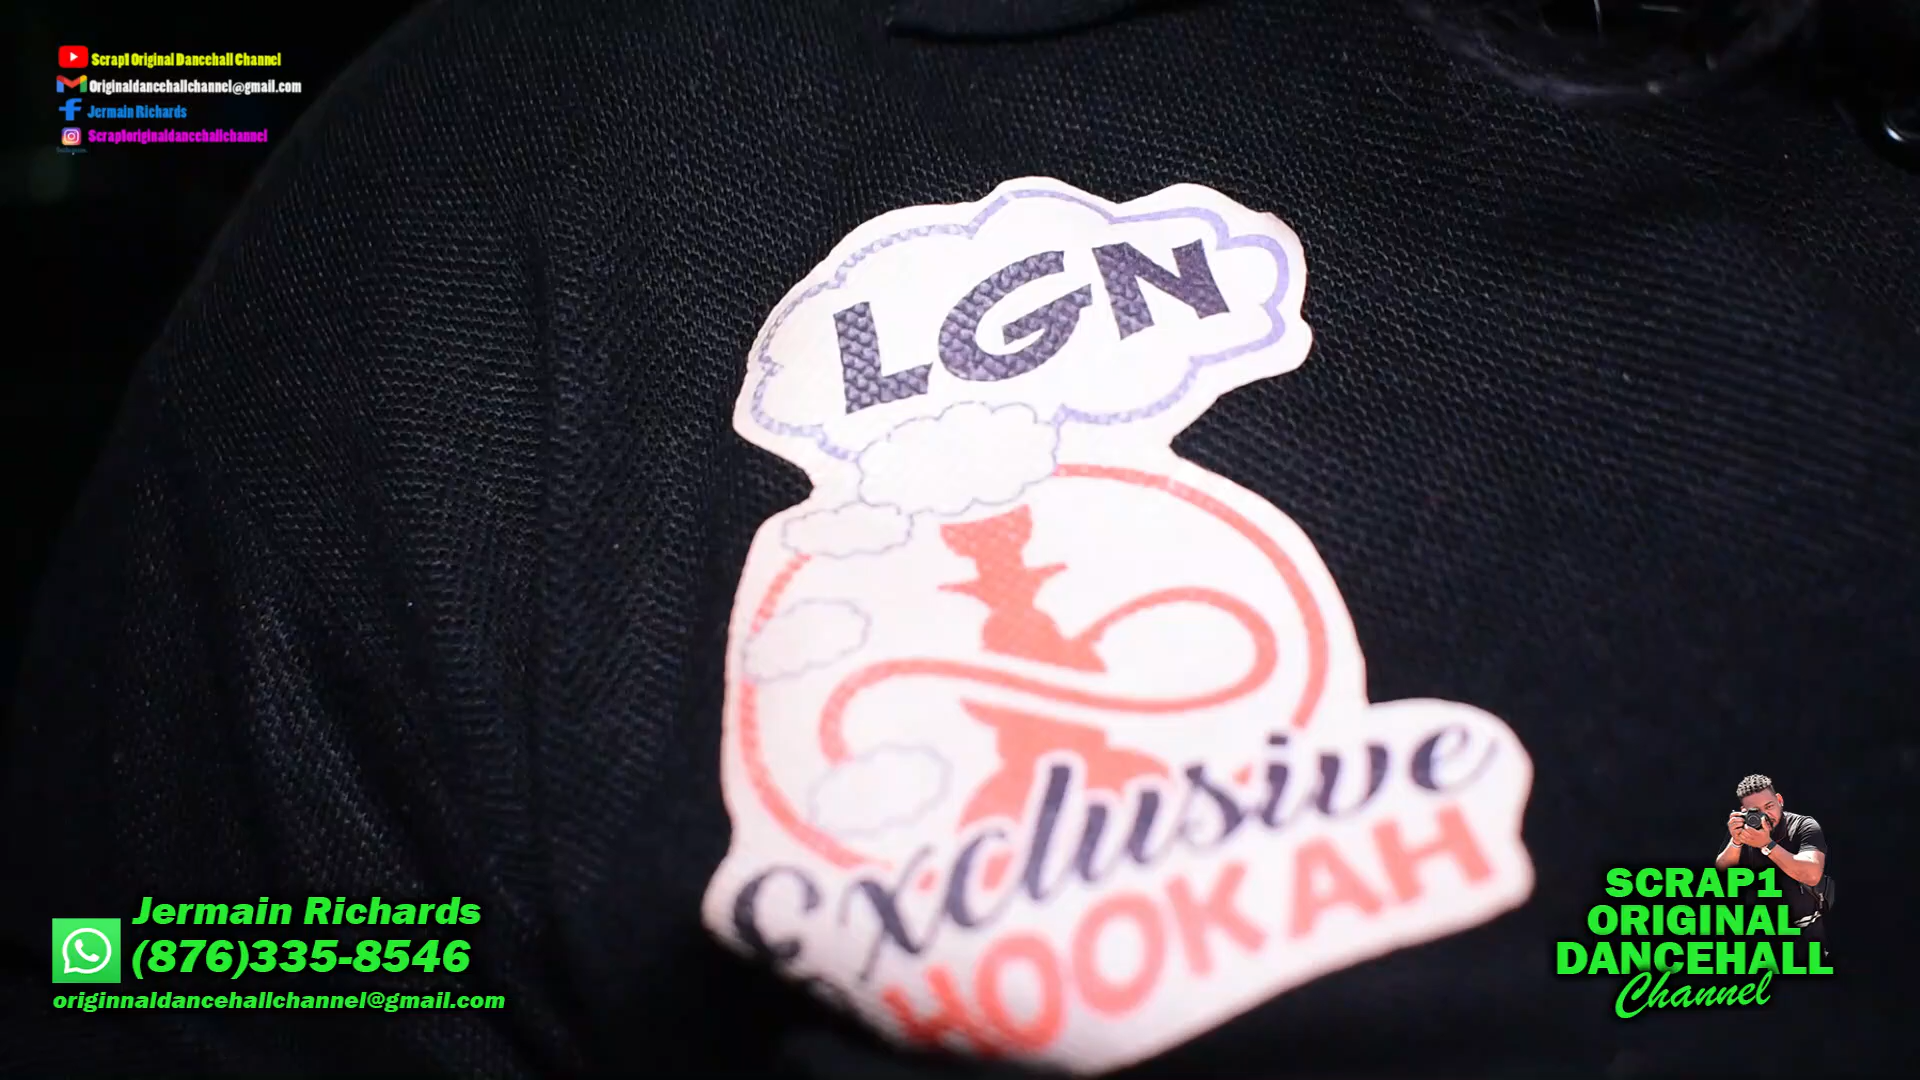 Scrap1 Original Dancehall Channel
Originaldancehallchannel@gmail.com
Jermain Richards
Scrap1originaldancehallchannel
LGN
Exclusive
HOOKAH
Jermain Richards
(876)335-8546
originnaldancehallchannel@gmail.com
SCRAP1
ORIGINAL
DANCEHALL
Channel